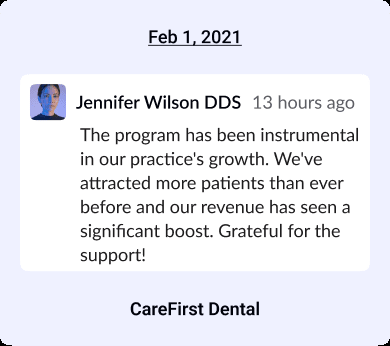 Feb 1, 2021
Jennifer Wilson DDS 13 hours ago
The program has been instrumental
in our practice's growth. We've
attracted more patients than ever
before and our revenue has seen a
significant boost. Grateful for the
support!
CareFirst Dental